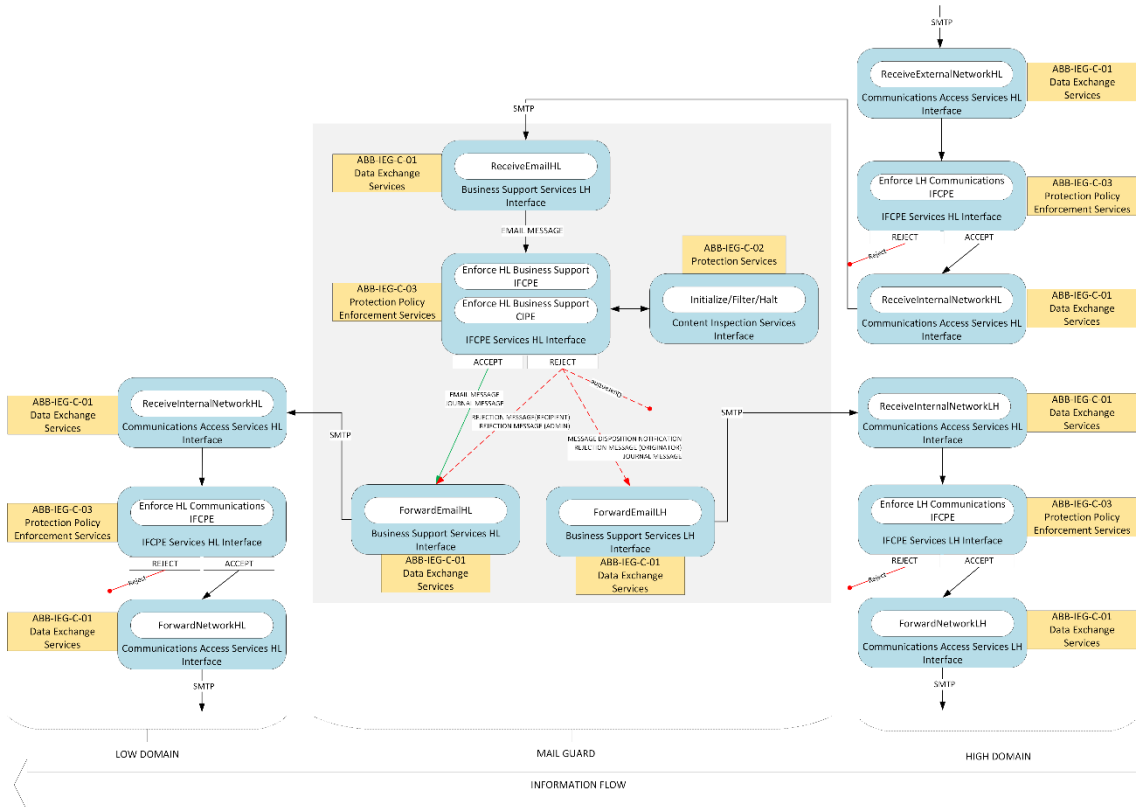 SMTP
ReceiveExternalNetworkHL
Communications Access Services HL
Interface
ABB-IEG-C-01
Data Exchange
Services
Enforce LH Communications
IFCPE
IFCPE Services HL Interface
ABB-IEG-C-03
Protection Policy
Enforcement Services
REJECT
ACCEPT
Reject
ReceiveInternalNetworkHL
Communications Access Services HL
Interface
ABB-IEG-C-01
Data Exchange
Services
SMTP
ABB-IEG-C-01
Data Exchange
Services
ReceiveEmailHL
Business Support Services LH
Interface
EMAIL MESSAGE
ABB-IEG-C-03
Protection Policy
Enforcement Services
Enforce HL Business Support
IFCPE
Enforce HL Business Support
CIPE
IFCPE Services HL Interface
ABB-IEG-C-02
Protection Services
Initialize/Filter/Halt
Content Inspection Services
Interface
ACCEPT
REJECT
Quarantine
EMAIL MESSAGE
JOURNAL MESSAGE
REJECTION MESSAGE(RECIPIENT)
REJECTION MESSAGE (ADMIN)
MESSAGE DISPOSITION NOTIFICATION
REJECTION MESSAGE (ORIGINATOR)
JOURNAL MESSAGE
ForwardEmailHL
Business Support Services HL
Interface
ABB-IEG-C-01
Data Exchange
Services
ForwardEmailLH
Business Support Services LH
Interface
ABB-IEG-C-01
Data Exchange
Services
SMTP
SMTP
ABB-IEG-C-01
Data Exchange
Services
ReceiveInternalNetworkHL
Communications Access Services HL
Interface
ABB-IEG-C-03
Protection Policy
Enforcement Services
Enforce HL Communications
IFCPE
IFCPE Services HL Interface
REJECT
ACCEPT
Reject
ABB-IEG-C-01
Data Exchange
Services
ForwardNetworkHL
Communications Access Services HL
Interface
SMTP
ReceiveInternalNetworkLH
Communications Access Services LH
Interface
ABB-IEG-C-01
Data Exchange
Services
Enforce LH Communications
IFCPE
IFCPE Services LH Interface
ABB-IEG-C-03
Protection Policy
Enforcement Services
REJECT
ACCEPT
Reject
ForwardNetworkLH
Communications Access Services LH
Interface
ABB-IEG-C-01
Data Exchange
Services
SMTP
LOW DOMAIN
MAIL GUARD
HIGH DOMAIN
INFORMATION FLOW